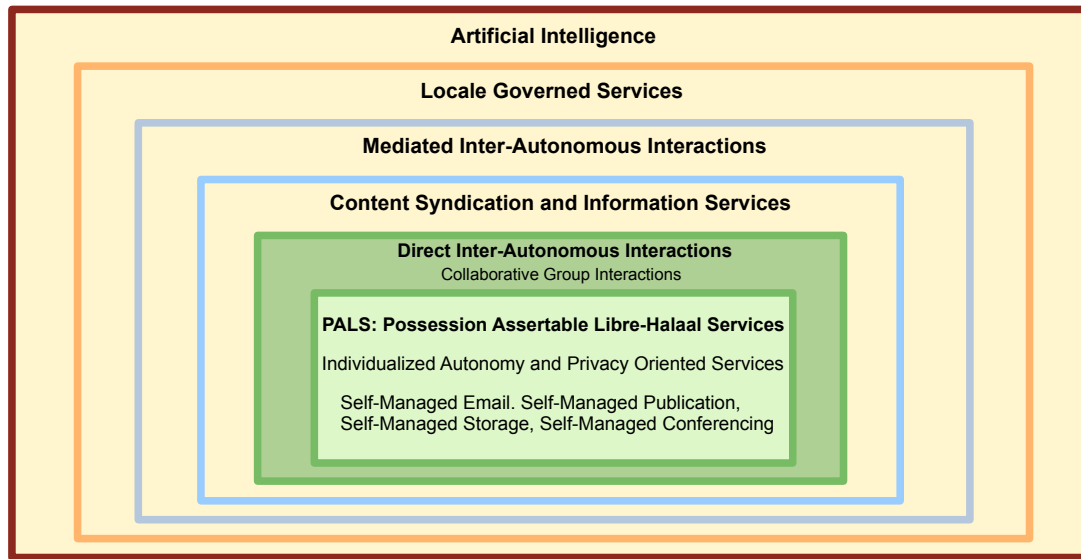 Artificial Intelligence
Locale Governed Services
Mediated Inter-Autonomous Interactions
Content Syndication and Information Services
Direct Inter-Autonomous Interactions
Collaborative Group Interactions
PALS: Possession Assertable Libre-Halaal Services
Individualized Autonomy and Privacy Oriented Services
Self-Managed Email. Self-Managed Publication,
Self-Managed Storage, Self-Managed Conferencing